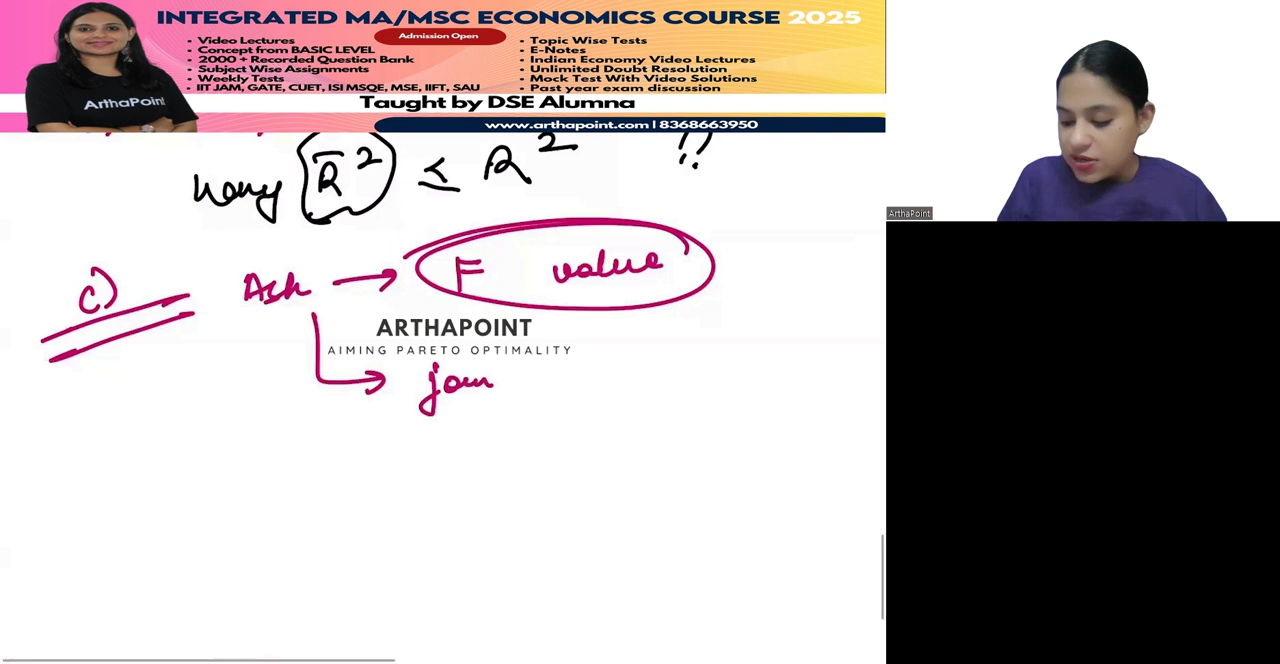 INTEGRATED MA/MSC ECONOMICS COURSE 2025
Admission Open
• Video Lectures
• Concept from BASIC LEVEL
• 2000 + Recorded Question Bank
• Subject Wise Assignments
• Weekly Tests
• IIT JAM, GATE, CUET, ISI MSQE, MSE, IIFT, SAU
• Topic Wise Tests
• E-Notes
• Indian Economy Video Lectures
• Unlimited Doubt Resolution
• Mock Test With Video Solutions
• Past year exam discussion
ArthaPoint
Taught by DSE Alumna
www.arthapoint.com | 8368663950
R̄² ≤ R² !!
ArthaPoint
c) Ask → F value
ARTHAPOINT
AIMING PARETO OPTIMALITY